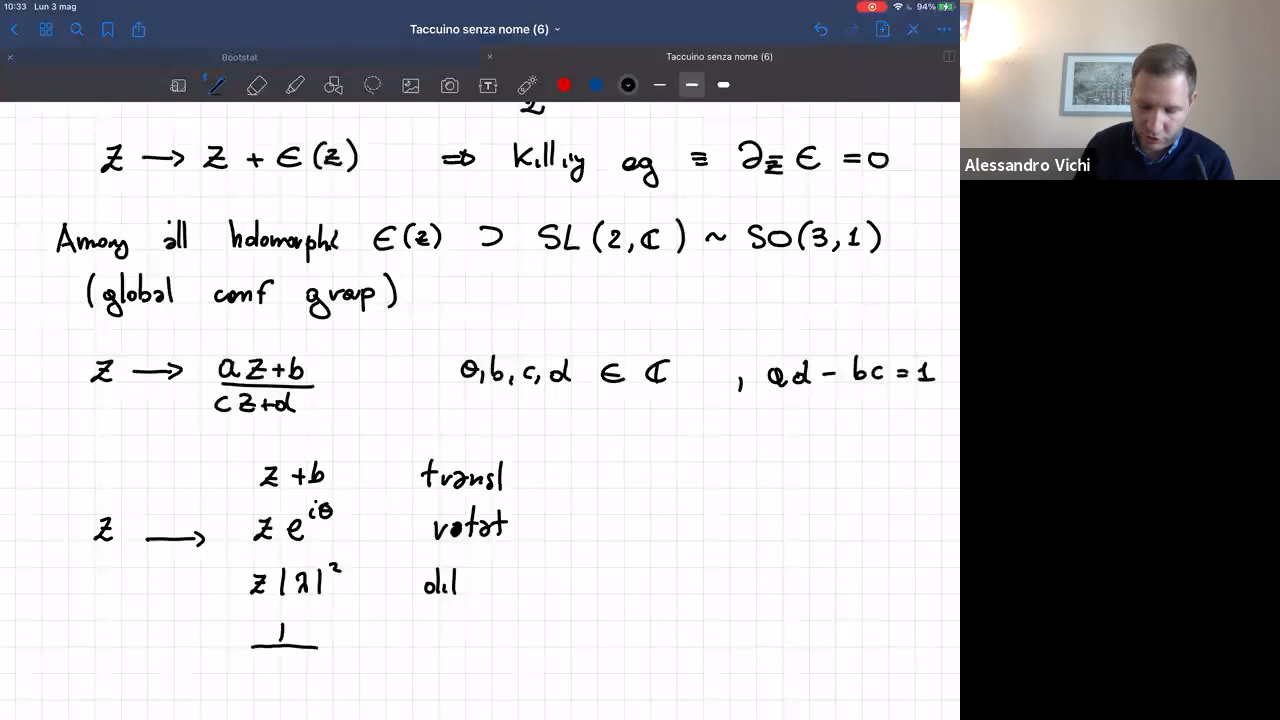 10:33 Lun 3 mag
94%
Taccuino senza nome (6)
Bootstat
Taccuino senza nome (6)
2
Z → Z + ϵ(z) ⇒ Killing eq ≡ ∂_z̄ ϵ = 0
Among all holomorphic ϵ(z) ⊃ SL(2,ℂ) ~ SO(3,1)
(global conf group)
Z → (az+b)/(cz+d) a,b,c,d ∈ ℂ , ad - bc = 1
z + b transl
Z → z e^{iθ} rotat
z |λ|² dil
1
Alessandro Vichi